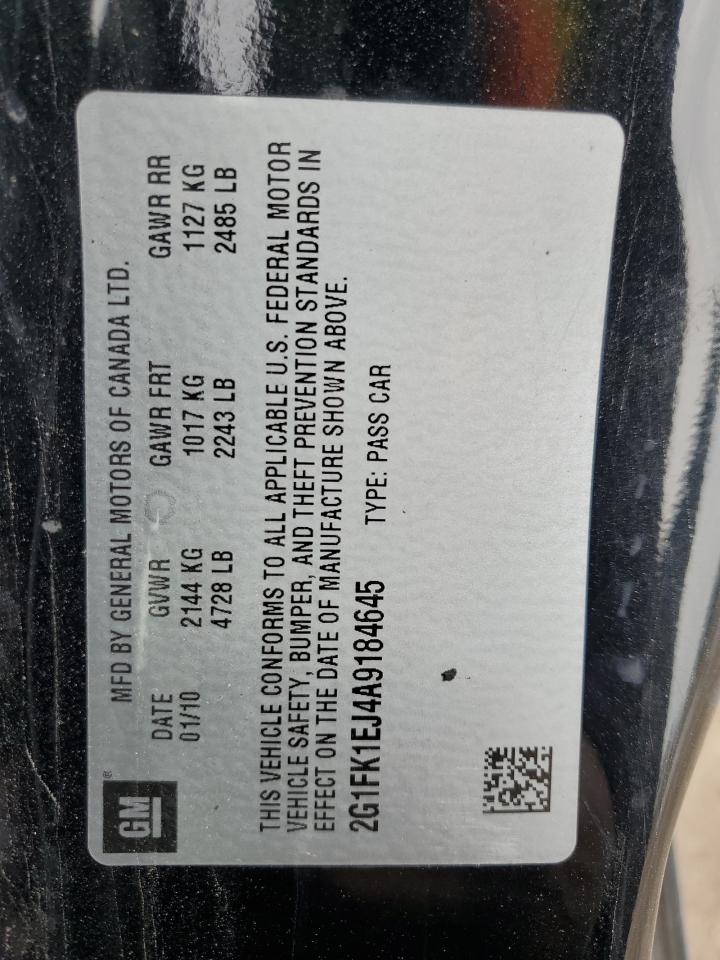 GM®
MFD BY GENERAL MOTORS OF CANADA LTD.
DATE GVWR GAWR FRT GAWR RR
01/10 2144 KG 1017 KG 1127 KG
4728 LB 2243 LB 2485 LB
THIS VEHICLE CONFORMS TO ALL APPLICABLE U.S. FEDERAL MOTOR
VEHICLE SAFETY, BUMPER, AND THEFT PREVENTION STANDARDS IN
EFFECT ON THE DATE OF MANUFACTURE SHOWN ABOVE.
2G1FK1EJ4A9184645 TYPE: PASS CAR